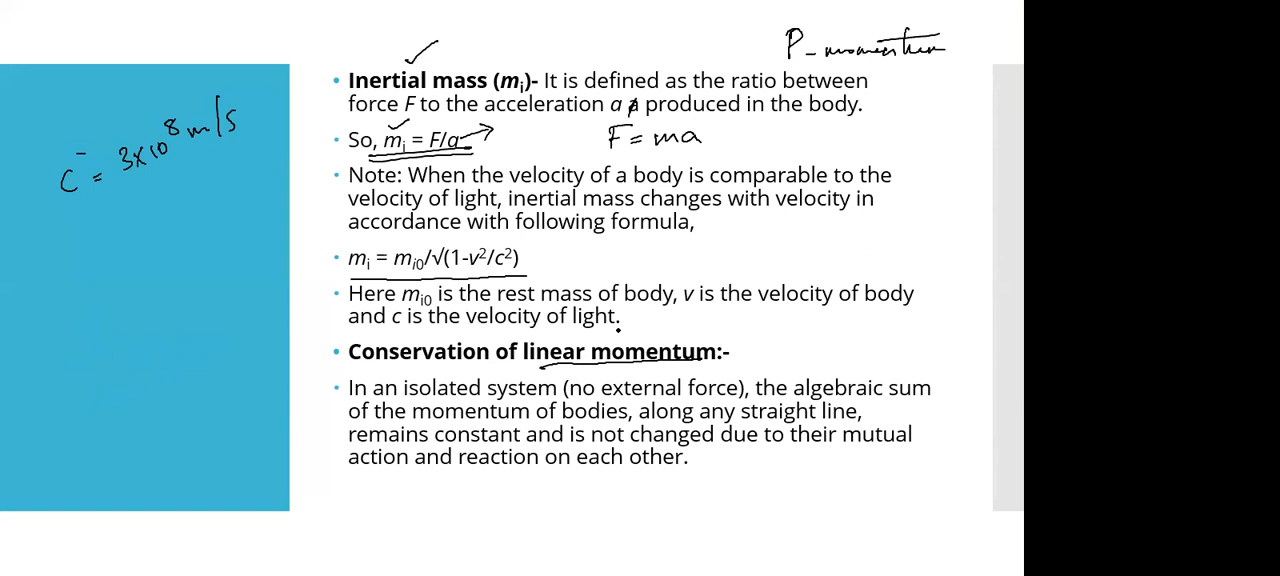 P - momentum
• Inertial mass (mᵢ)- It is defined as the ratio between
force F to the acceleration a produced in the body.
• So, mᵢ = F/a
F = ma
C = 3×10⁸ m/s
• Note: When the velocity of a body is comparable to the
velocity of light, inertial mass changes with velocity in
accordance with following formula,
• mᵢ = mᵢ₀/√(1-v²/c²)
• Here mᵢ₀ is the rest mass of body, v is the velocity of body
and c is the velocity of light.
• Conservation of linear momentum:-
• In an isolated system (no external force), the algebraic sum
of the momentum of bodies, along any straight line,
remains constant and is not changed due to their mutual
action and reaction on each other.